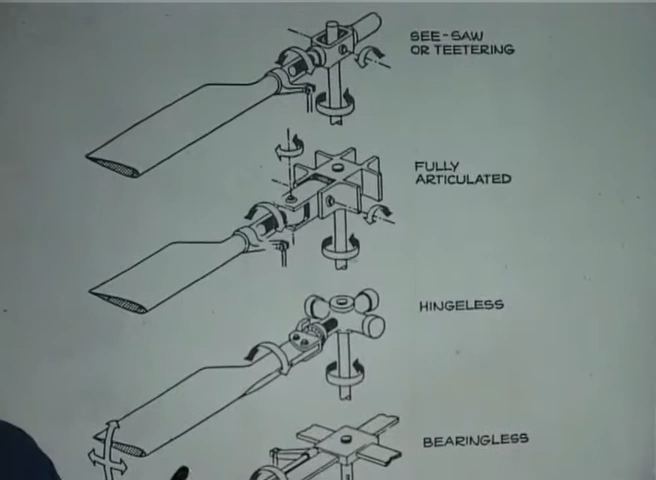 SEE-SAW
OR TEETERING
FULLY
ARTICULATED
HINGELESS
BEARINGLESS